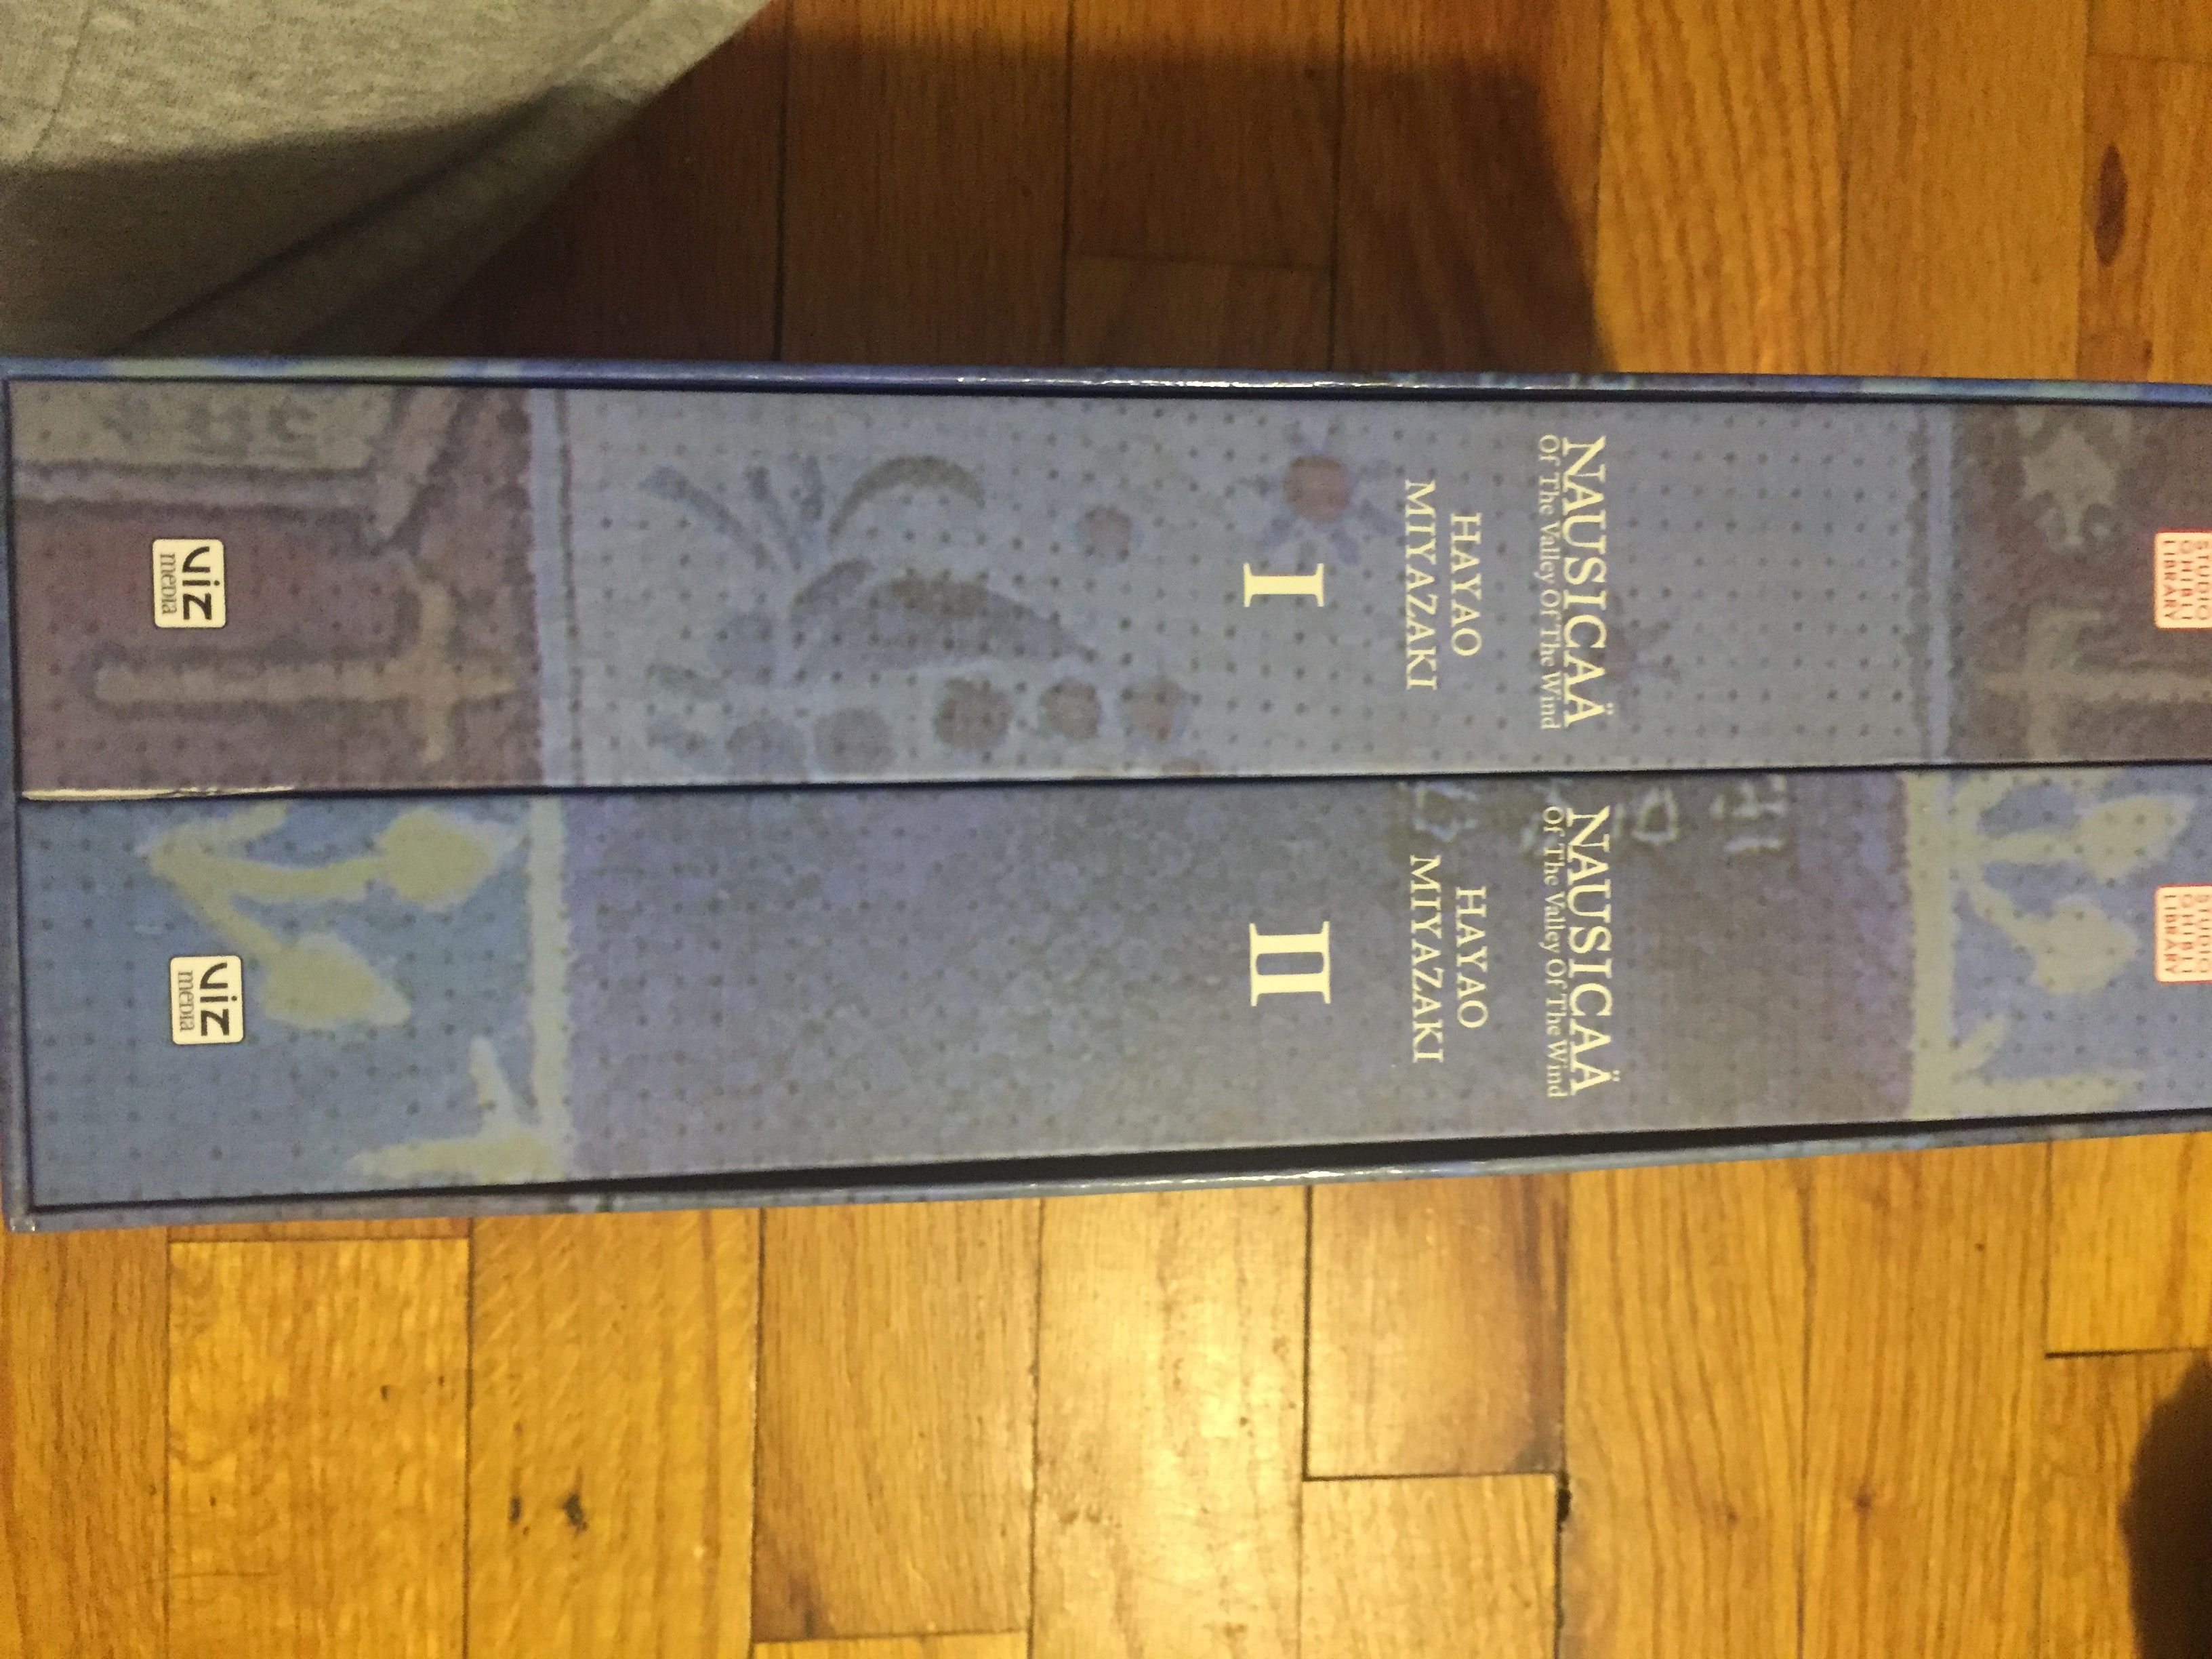 STUDIO
GHIBLI
LIBRARY
NAUSICAÄ
Of The Valley Of The Wind
HAYAO
MIYAZAKI
I
VIZ
MEDIA
STUDIO
GHIBLI
LIBRARY
NAUSICAÄ
Of The Valley Of The Wind
HAYAO
MIYAZAKI
II
VIZ
MEDIA